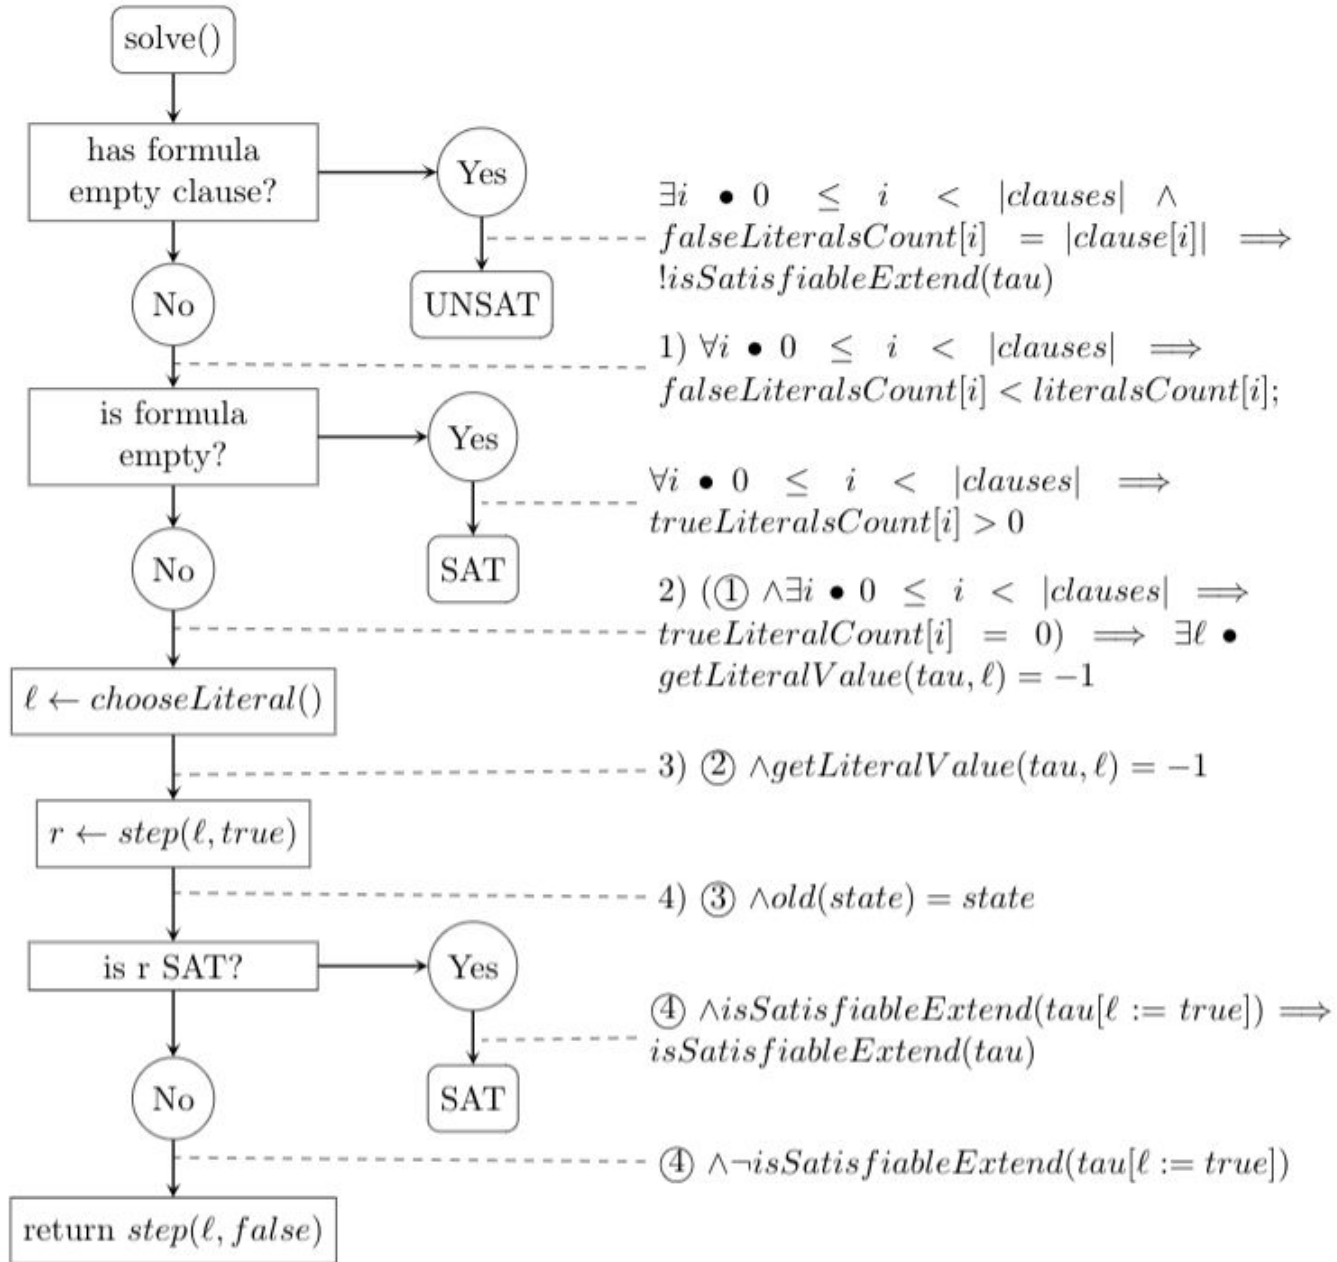 solve()
has formula
empty clause?
Yes
∃i • 0 ≤ i < |clauses| ∧
falseLiteralsCount[i] = |clause[i]| ⟹
!isSatisfiableExtend(tau)
No
UNSAT
1) ∀i • 0 ≤ i < |clauses| ⟹
falseLiteralsCount[i] < literalsCount[i];
is formula
empty?
Yes
∀i • 0 ≤ i < |clauses| ⟹
trueLiteralsCount[i] > 0
No
SAT
2) (① ∧∃i • 0 ≤ i < |clauses| ⟹
trueLiteralCount[i] = 0) ⟹ ∃ℓ •
getLiteralValue(tau, ℓ) = −1
ℓ ← chooseLiteral()
3) ② ∧getLiteralValue(tau, ℓ) = −1
r ← step(ℓ, true)
4) ③ ∧old(state) = state
is r SAT?
Yes
④ ∧isSatisfiableExtend(tau[ℓ := true]) ⟹
isSatisfiableExtend(tau)
No
SAT
④ ∧¬isSatisfiableExtend(tau[ℓ := true])
return step(ℓ, false)